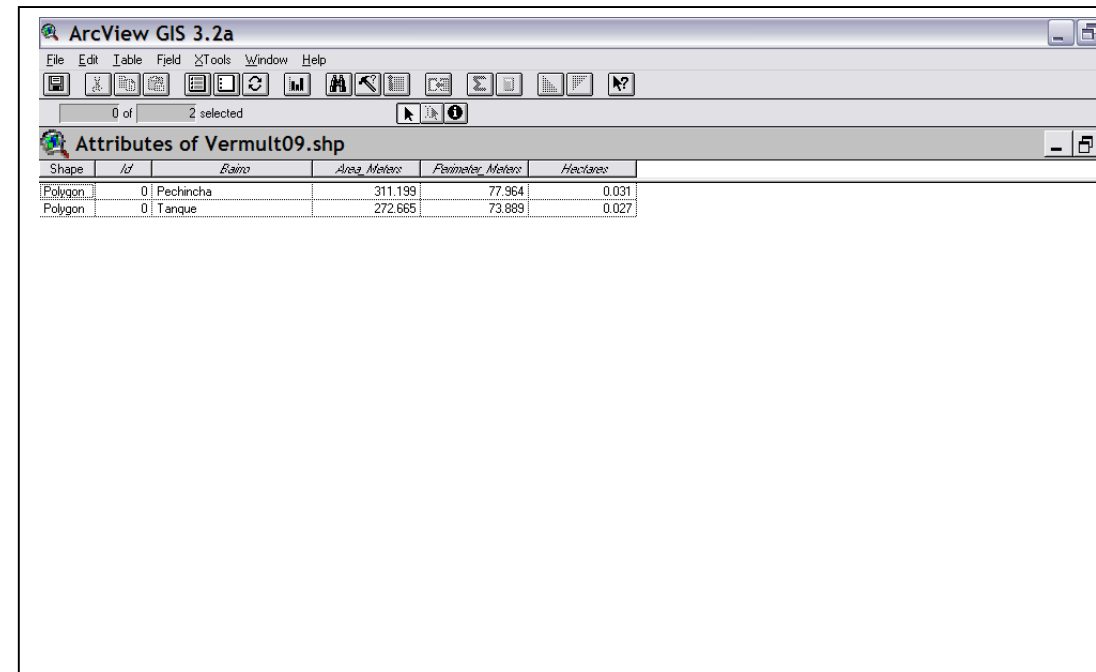 ArcView GIS 3.2a
File Edit Table Field XTools Window Help
0 of 2 selected
Attributes of Vermult09.shp
Shape Id Bairro Area_Meters Perimeter_Meters Hectares
Polygon 0 Pechincha 311.199 77.964 0.031
Polygon 0 Tanque 272.665 73.889 0.027